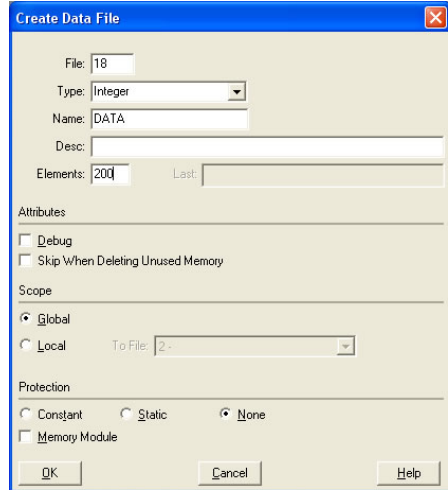 Create Data File
File: 18
Type: Integer
Name: DATA
Desc:
Elements: 200 Last:
Attributes
Debug
Skip When Deleting Unused Memory
Scope
Global
Local To File: 2 -
Protection
Constant Static None
Memory Module
OK Cancel Help